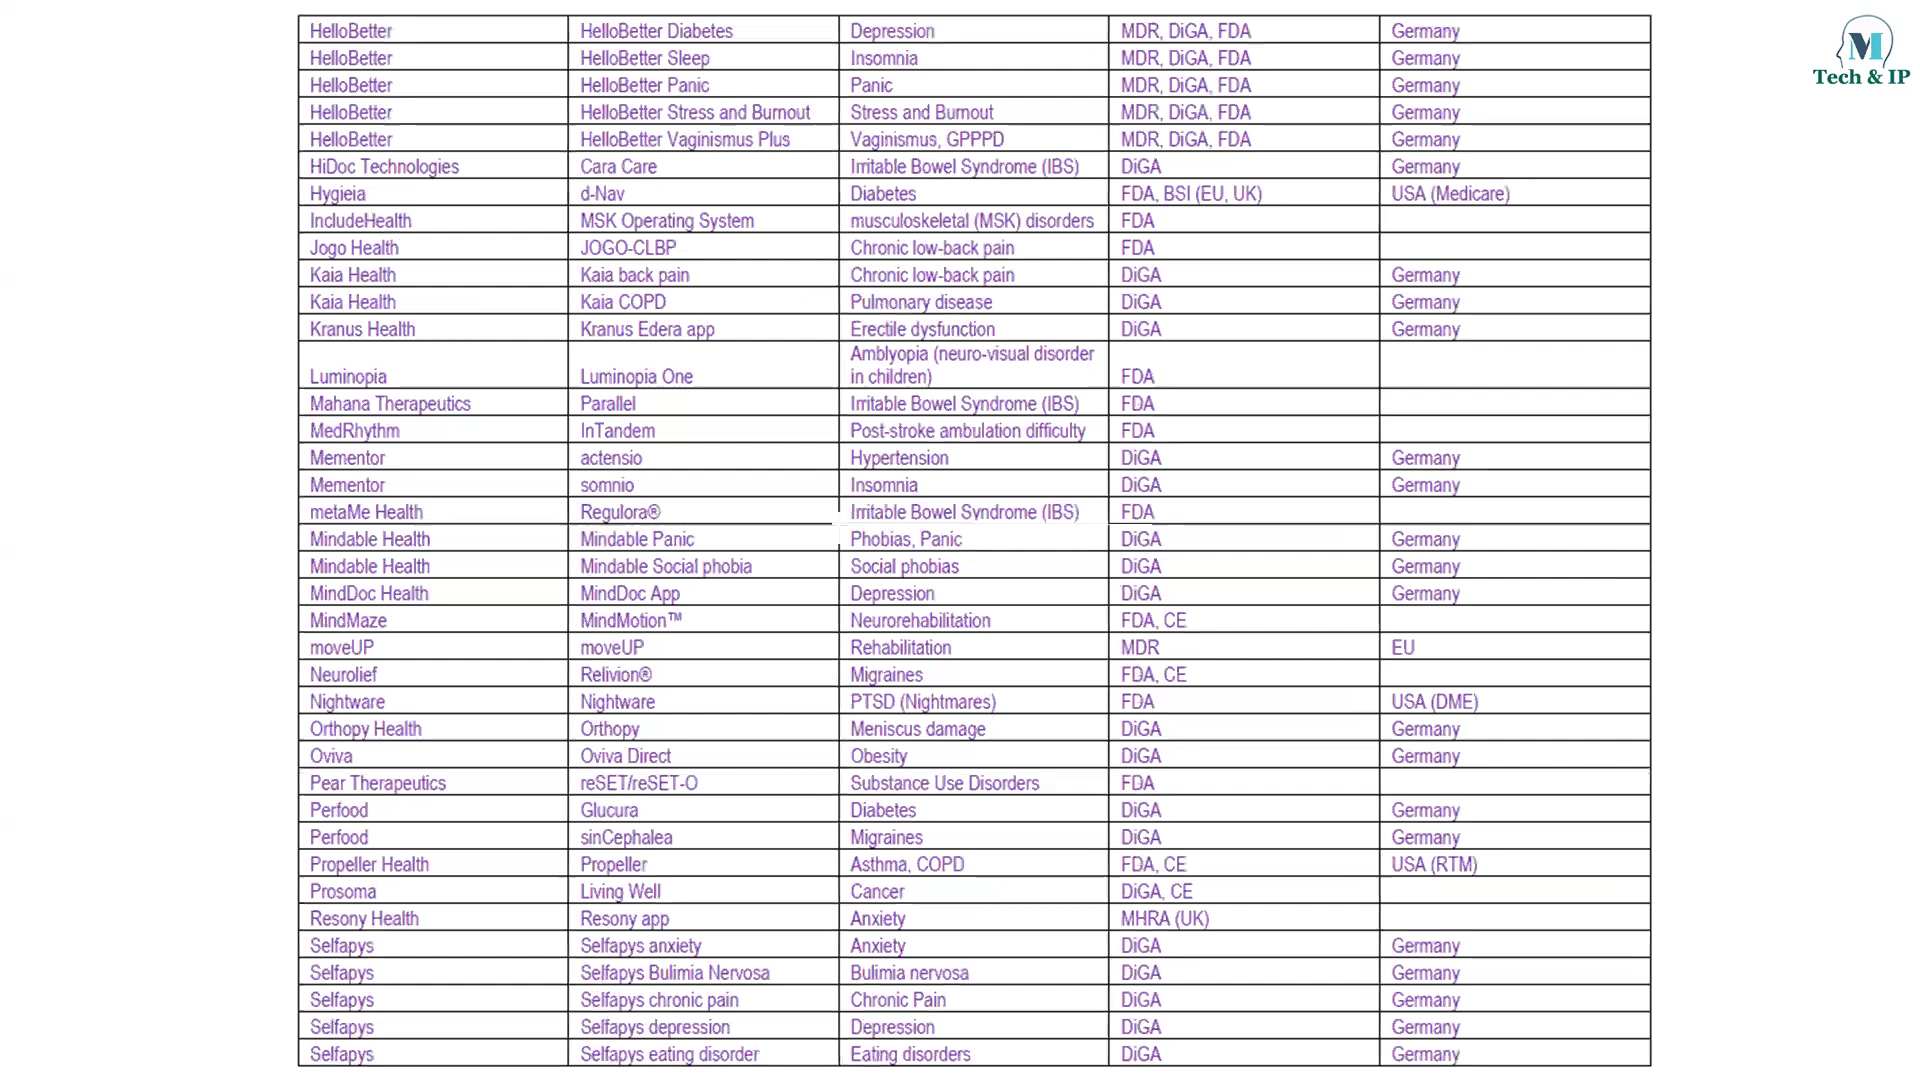 HelloBetter HelloBetter Diabetes Depression MDR, DiGA, FDA Germany
HelloBetter HelloBetter Sleep Insomnia MDR, DiGA, FDA Germany
HelloBetter HelloBetter Panic Panic MDR, DiGA, FDA Germany
HelloBetter HelloBetter Stress and Burnout Stress and Burnout MDR, DiGA, FDA Germany
HelloBetter HelloBetter Vaginismus Plus Vaginismus, GPPPD MDR, DiGA, FDA Germany
HiDoc Technologies Cara Care Irritable Bowel Syndrome (IBS) DiGA Germany
Hygieia d-Nav Diabetes FDA, BSI (EU, UK) USA (Medicare)
IncludeHealth MSK Operating System musculoskeletal (MSK) disorders FDA
Jogo Health JOGO-CLBP Chronic low-back pain FDA
Kaia Health Kaia back pain Chronic low-back pain DiGA Germany
Kaia Health Kaia COPD Pulmonary disease DiGA Germany
Kranus Health Kranus Edera app Erectile dysfunction DiGA Germany
Amblyopia (neuro-visual disorder
Luminopia Luminopia One in children) FDA
Mahana Therapeutics Parallel Irritable Bowel Syndrome (IBS) FDA
MedRhythm InTandem Post-stroke ambulation difficulty FDA
Mementor actensio Hypertension DiGA Germany
Mementor somnio Insomnia DiGA Germany
metaMe Health Regulora® Irritable Bowel Syndrome (IBS) FDA
Mindable Health Mindable Panic Phobias, Panic DiGA Germany
Mindable Health Mindable Social phobia Social phobias DiGA Germany
MindDoc Health MindDoc App Depression DiGA Germany
MindMaze MindMotion™ Neurorehabilitation FDA, CE
moveUP moveUP Rehabilitation MDR EU
Neurolief Relivion® Migraines FDA, CE
Nightware Nightware PTSD (Nightmares) FDA USA (DME)
Orthopy Health Orthopy Meniscus damage DiGA Germany
Oviva Oviva Direct Obesity DiGA Germany
Pear Therapeutics reSET/reSET-O Substance Use Disorders FDA
Perfood Glucura Diabetes DiGA Germany
Perfood sinCephalea Migraines DiGA Germany
Propeller Health Propeller Asthma, COPD FDA, CE USA (RTM)
Prosoma Living Well Cancer DiGA, CE
Resony Health Resony app Anxiety MHRA (UK)
Selfapys Selfapys anxiety Anxiety DiGA Germany
Selfapys Selfapys Bulimia Nervosa Bulimia nervosa DiGA Germany
Selfapys Selfapys chronic pain Chronic Pain DiGA Germany
Selfapys Selfapys depression Depression DiGA Germany
Selfapys Selfapys eating disorder Eating disorders DiGA Germany
M
Tech & IP